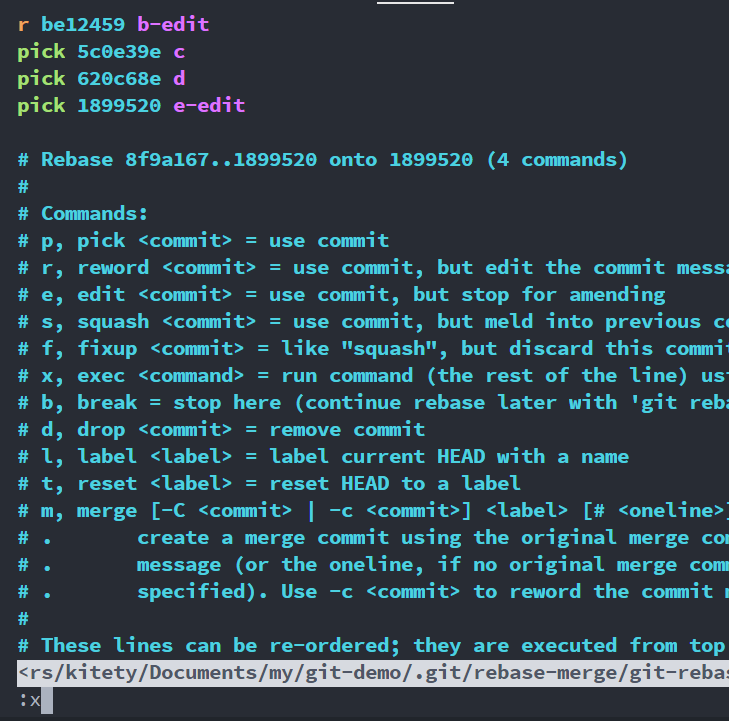 r be12459 b-edit
pick 5c0e39e c
pick 620c68e d
pick 1899520 e-edit
# Rebase 8f9a167..1899520 onto 1899520 (4 commands)
#
# Commands:
# p, pick <commit> = use commit
# r, reword <commit> = use commit, but edit the commit messa
# e, edit <commit> = use commit, but stop for amending
# s, squash <commit> = use commit, but meld into previous co
# f, fixup <commit> = like "squash", but discard this commit
# x, exec <command> = run command (the rest of the line) usi
# b, break = stop here (continue rebase later with 'git reba
# d, drop <commit> = remove commit
# l, label <label> = label current HEAD with a name
# t, reset <label> = reset HEAD to a label
# m, merge [-C <commit> | -c <commit>] <label> [# <oneline>]
# .       create a merge commit using the original merge com
# .       message (or the oneline, if no original merge comm
# .       specified). Use -c <commit> to reword the commit m
#
# These lines can be re-ordered; they are executed from top
<rs/kitety/Documents/my/git-demo/.git/rebase-merge/git-rebas
:x